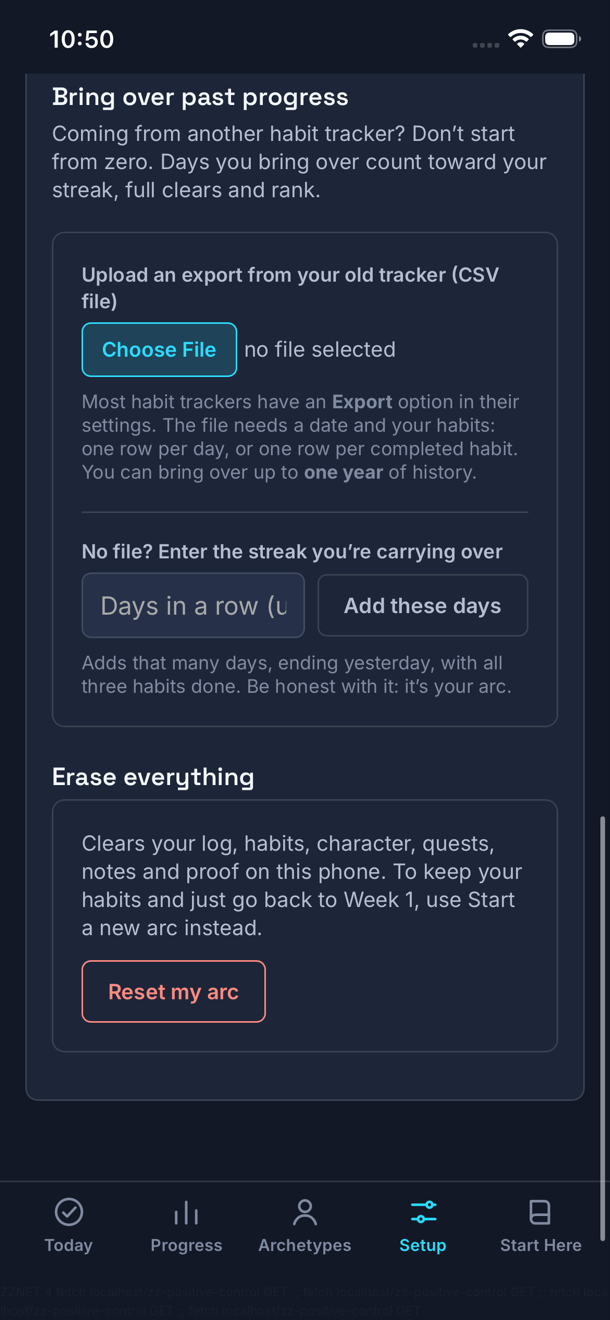 10:50
Bring over past progress
Coming from another habit tracker? Don’t start
from zero. Days you bring over count toward your
streak, full clears and rank.
Upload an export from your old tracker (CSV
file)
Choose File no file selected
Most habit trackers have an Export option in their
settings. The file needs a date and your habits:
one row per day, or one row per completed habit.
You can bring over up to one year of history.
No file? Enter the streak you’re carrying over
Days in a row (u Add these days
Adds that many days, ending yesterday, with all
three habits done. Be honest with it: it’s your arc.
Erase everything
Clears your log, habits, character, quests,
notes and proof on this phone. To keep your
habits and just go back to Week 1, use Start
a new arc instead.
Reset my arc
Today Progress Archetypes Setup Start Here